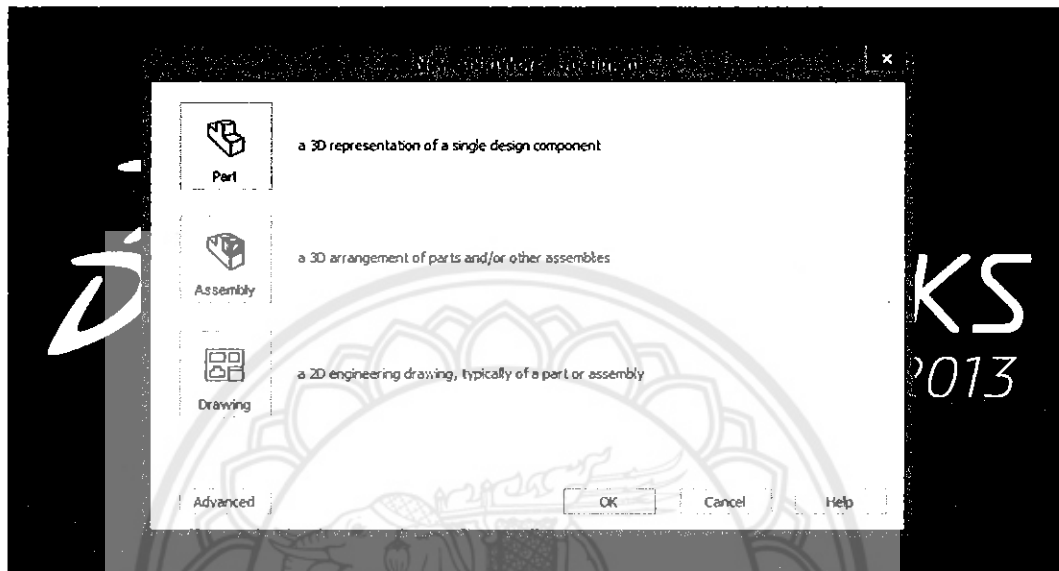 Part
a 3D representation of a single design component
Assembly
a 3D arrangement of parts and/or other assemblies
Drawing
a 2D engineering drawing, typically of a part or assembly
KS
2013
Advanced
OK
Cancel
Help